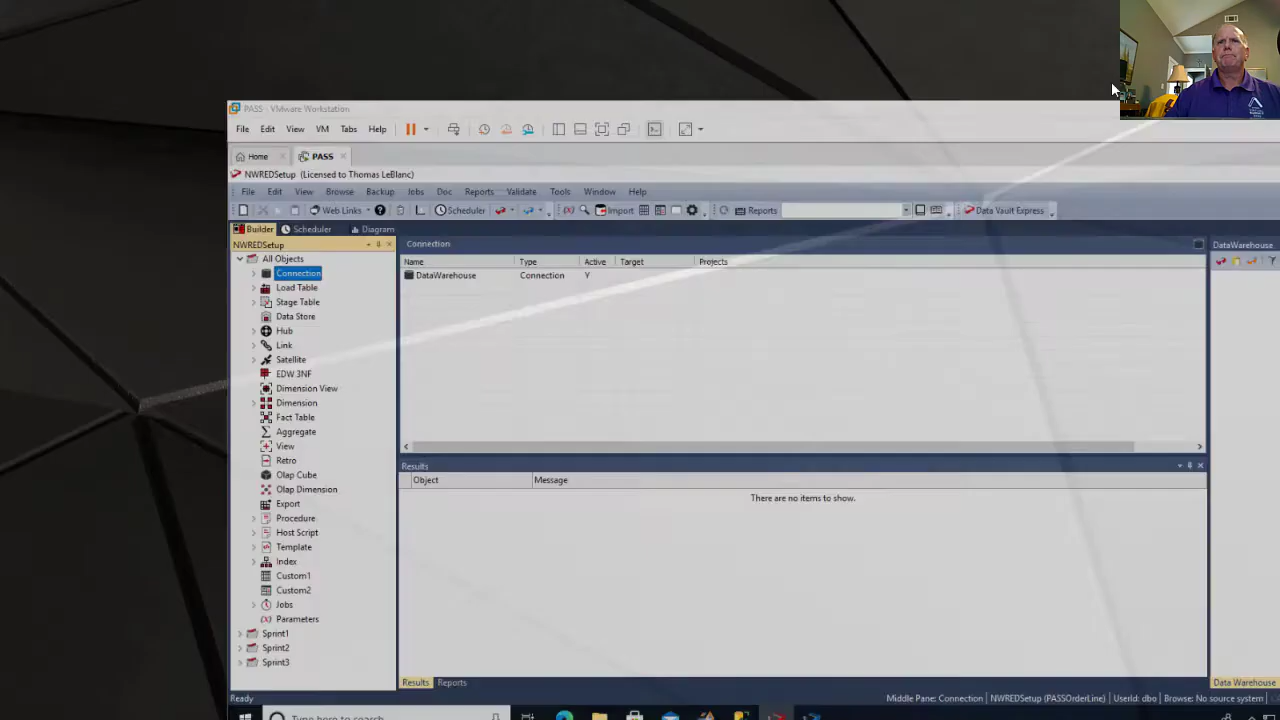 PASS - VMware Workstation
File Edit View VM Tabs Help
Home PASS
NWREDSetup (Licensed to Thomas LeBlanc)
File Edit View Browse Backup Jobs Doc Reports Validate Tools Window Help
Web Links Scheduler Import Reports Data Vault Express
Builder Scheduler Diagram
NWREDSetup
Connection
DataWarehouse
All Objects
Connection
Load Table
Stage Table
Data Store
Hub
Link
Satellite
EDW 3NF
Dimension View
Dimension
Fact Table
Aggregate
View
Retro
Olap Cube
Olap Dimension
Export
Procedure
Host Script
Template
Index
Custom1
Custom2
Jobs
Parameters
Sprint1
Sprint2
Sprint3
Name Type Active Target Projects
DataWarehouse Connection Y
Results
Object Message
There are no items to show.
Results Reports
Data Warehouse
Ready
Middle Pane: Connection NWREDSetup (PASSOrderLine) UserId: dbo Browse: No source system
Type here to search